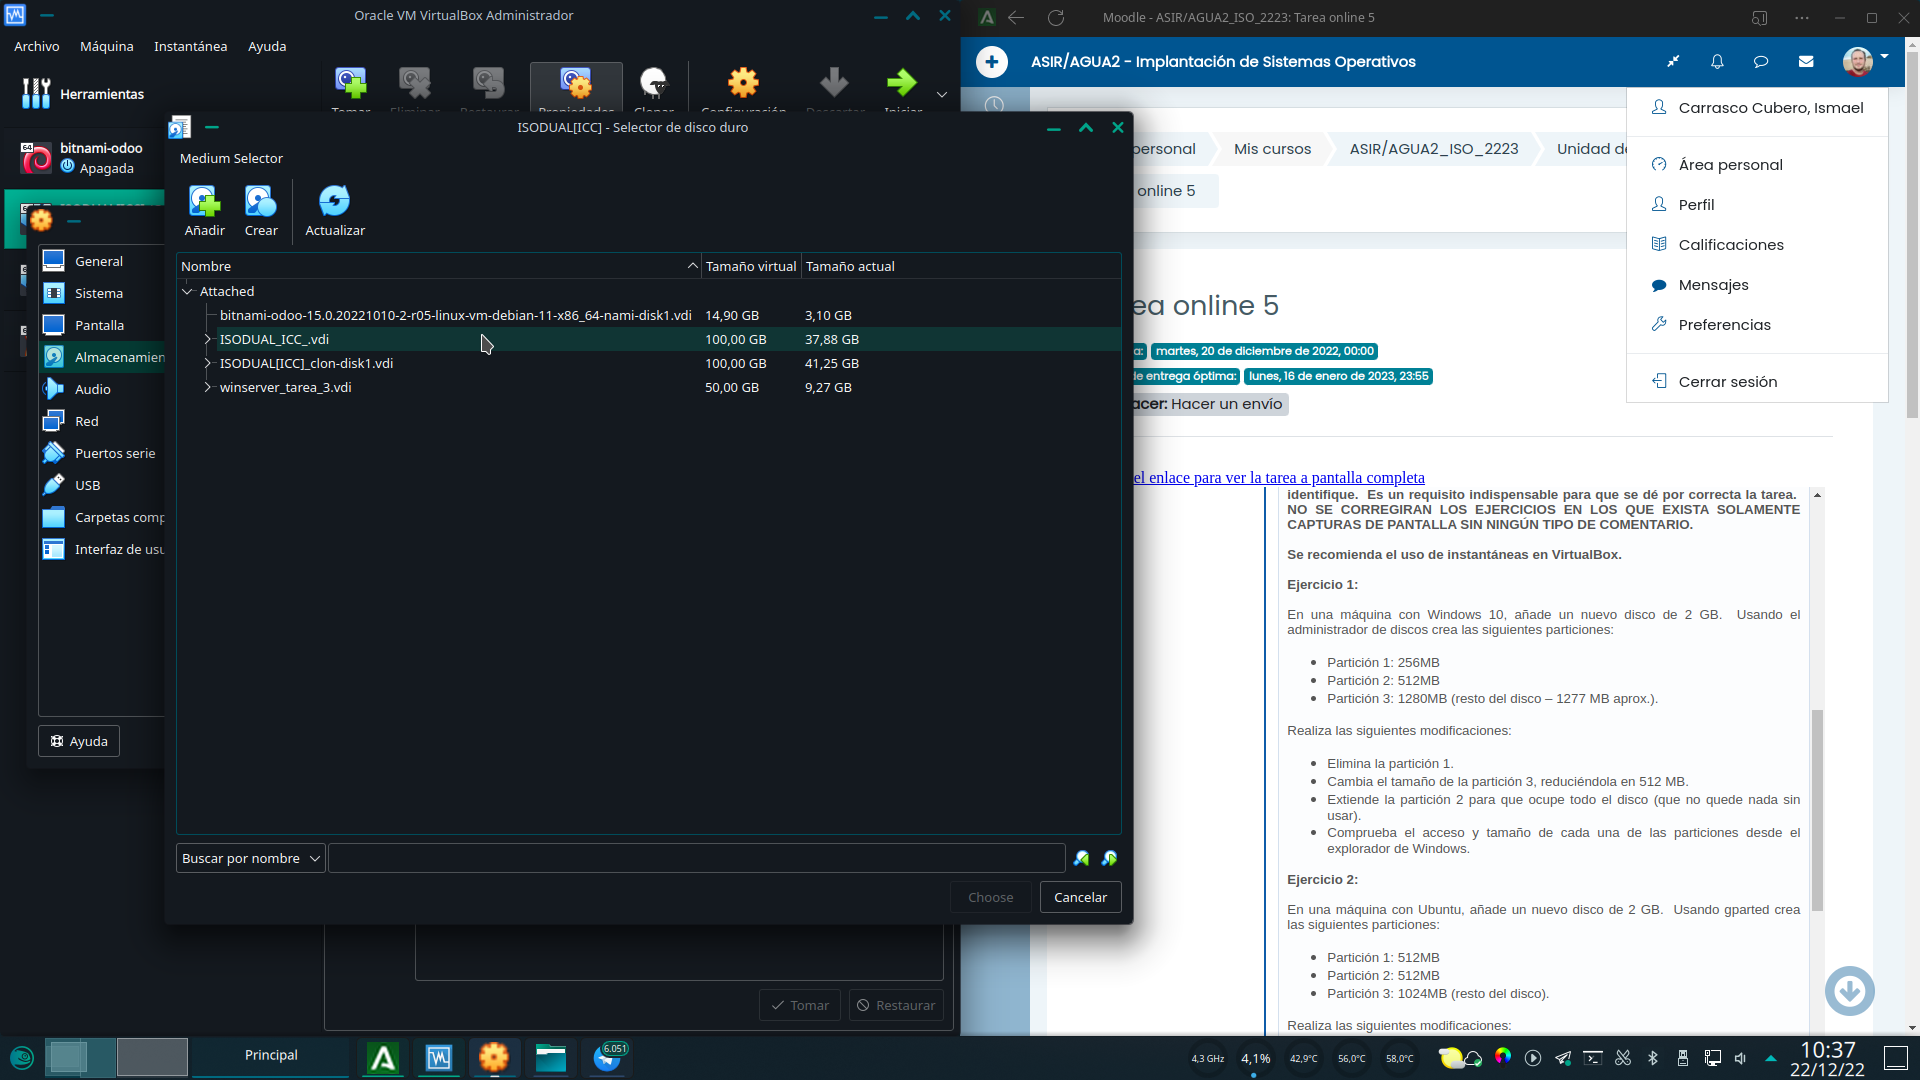 Oracle VM VirtualBox Administrador
Archivo Máquina Instantánea Ayuda
Herramientas
bitnami-odoo
Apagada
ISODUAL[ICC] - Selector de disco duro
Medium Selector
Añadir Crear Actualizar
Nombre Tamaño virtual Tamaño actual
Attached
bitnami-odoo-15.0.20221010-2-r05-linux-vm-debian-11-x86_64-nami-disk1.vdi 14,90 GB 3,10 GB
ISODUAL_ICC_.vdi 100,00 GB 37,88 GB
ISODUAL[ICC]_clon-disk1.vdi 100,00 GB 41,25 GB
winserver_tarea_3.vdi 50,00 GB 9,27 GB
General
Sistema
Pantalla
Almacenamien
Audio
Red
Puertos serie
USB
Carpetas comp
Interfaz de usu
Ayuda
Buscar por nombre
Choose Cancelar
Tomar Restaurar
Moodle - ASIR/AGUA2_ISO_2223: Tarea online 5
ASIR/AGUA2 - Implantación de Sistemas Operativos
personal Mis cursos ASIR/AGUA2_ISO_2223 Unidad de
online 5
Carrasco Cubero, Ismael
Área personal
Perfil
Calificaciones
Mensajes
Preferencias
Cerrar sesión
rea online 5
a: martes, 20 de diciembre de 2022, 00:00
de entrega óptima: lunes, 16 de enero de 2023, 23:55
acer: Hacer un envío
el enlace para ver la tarea a pantalla completa
identifique. Es un requisito indispensable para que se dé por correcta la tarea.
NO SE CORREGIRAN LOS EJERCICIOS EN LOS QUE EXISTA SOLAMENTE
CAPTURAS DE PANTALLA SIN NINGÚN TIPO DE COMENTARIO.
Se recomienda el uso de instantáneas en VirtualBox.
Ejercicio 1:
En una máquina con Windows 10, añade un nuevo disco de 2 GB. Usando el
administrador de discos crea las siguientes particiones:
Partición 1: 256MB
Partición 2: 512MB
Partición 3: 1280MB (resto del disco – 1277 MB aprox.).
Realiza las siguientes modificaciones:
Elimina la partición 1.
Cambia el tamaño de la partición 3, reduciéndola en 512 MB.
Extiende la partición 2 para que ocupe todo el disco (que no quede nada sin
usar).
Comprueba el acceso y tamaño de cada una de las particiones desde el
explorador de Windows.
Ejercicio 2:
En una máquina con Ubuntu, añade un nuevo disco de 2 GB. Usando gparted crea
las siguientes particiones:
Partición 1: 512MB
Partición 2: 512MB
Partición 3: 1024MB (resto del disco).
Realiza las siguientes modificaciones:
Principal
6.051
4,3 GHz 4,1% 42,9°C 56,0°C 58,0°C
10:37
22/12/22